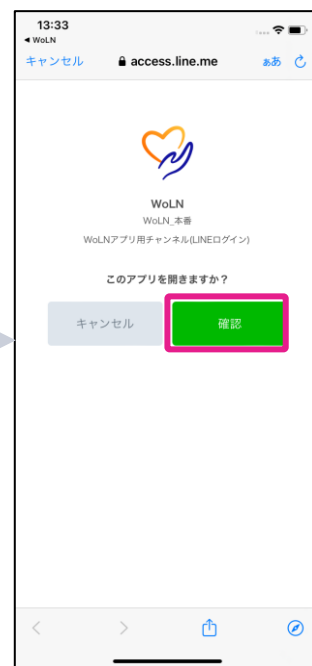 13:33
◀ WoLN
キャンセル access.line.me ぁあ
WoLN
WoLN_本番
WoLNアプリ用チャンネル(LINEログイン)
このアプリを開きますか？
キャンセル 確認